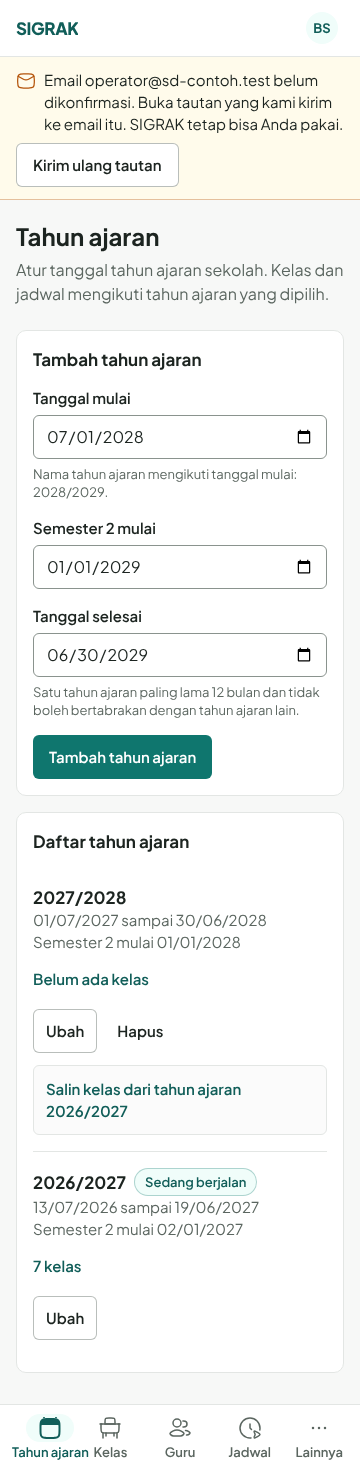 SIGRAK
BS
Email operator@sd-contoh.test belum
dikonfirmasi. Buka tautan yang kami kirim
ke email itu. SIGRAK tetap bisa Anda pakai.
Kirim ulang tautan
Tahun ajaran
Atur tanggal tahun ajaran sekolah. Kelas dan
jadwal mengikuti tahun ajaran yang dipilih.
Tambah tahun ajaran
Tanggal mulai
07/01/2028
Nama tahun ajaran mengikuti tanggal mulai:
2028/2029.
Semester 2 mulai
01/01/2029
Tanggal selesai
06/30/2029
Satu tahun ajaran paling lama 12 bulan dan tidak
boleh bertabrakan dengan tahun ajaran lain.
Tambah tahun ajaran
Daftar tahun ajaran
2027/2028
01/07/2027 sampai 30/06/2028
Semester 2 mulai 01/01/2028
Belum ada kelas
Ubah
Hapus
Salin kelas dari tahun ajaran
2026/2027
2026/2027
Sedang berjalan
13/07/2026 sampai 19/06/2027
Semester 2 mulai 02/01/2027
7 kelas
Ubah
Tahun ajaran
Kelas
Guru
Jadwal
Lainnya